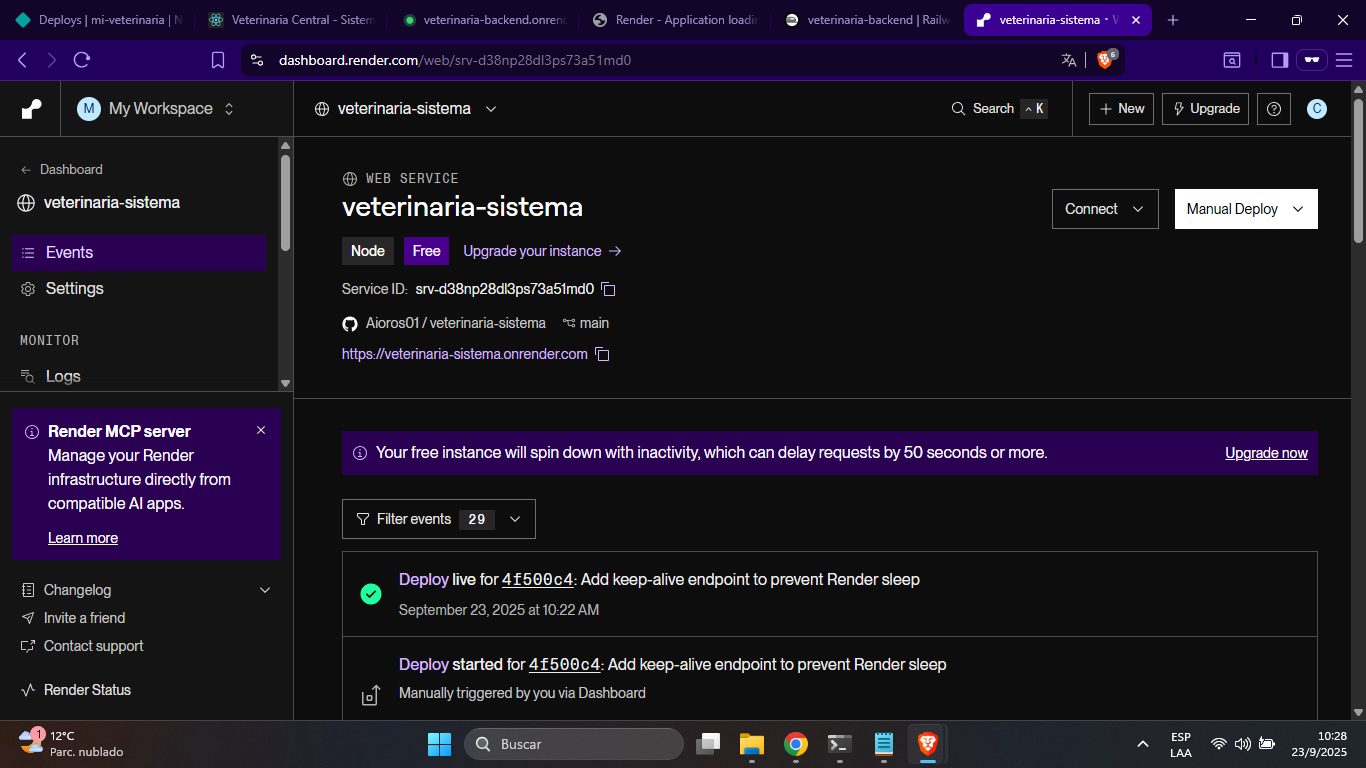 Deploys | mi-veterinaria | N
Veterinaria Central - Sistem
veterinaria-backend.onren
Render - Application loadin
veterinaria-backend | Railw
veterinaria-sistema · W
dashboard.render.com/web/srv-d38np28dl3ps73a51md0
6
M My Workspace
veterinaria-sistema
Search K
New
Upgrade
C
Dashboard
veterinaria-sistema
Events
Settings
MONITOR
Logs
Render MCP server
Manage your Render
infrastructure directly from
compatible AI apps.
Learn more
Changelog
Invite a friend
Contact support
Render Status
WEB SERVICE
veterinaria-sistema
Connect
Manual Deploy
Node Free Upgrade your instance →
Service ID: srv-d38np28dl3ps73a51md0
Aioros01 / veterinaria-sistema main
https://veterinaria-sistema.onrender.com
Your free instance will spin down with inactivity, which can delay requests by 50 seconds or more.
Upgrade now
Filter events 29
Deploy live for 4f500c4: Add keep-alive endpoint to prevent Render sleep
September 23, 2025 at 10:22 AM
Deploy started for 4f500c4: Add keep-alive endpoint to prevent Render sleep
Manually triggered by you via Dashboard
1
12°C
Parc. nublado
Buscar
ESP
LAA
10:28
23/9/2025